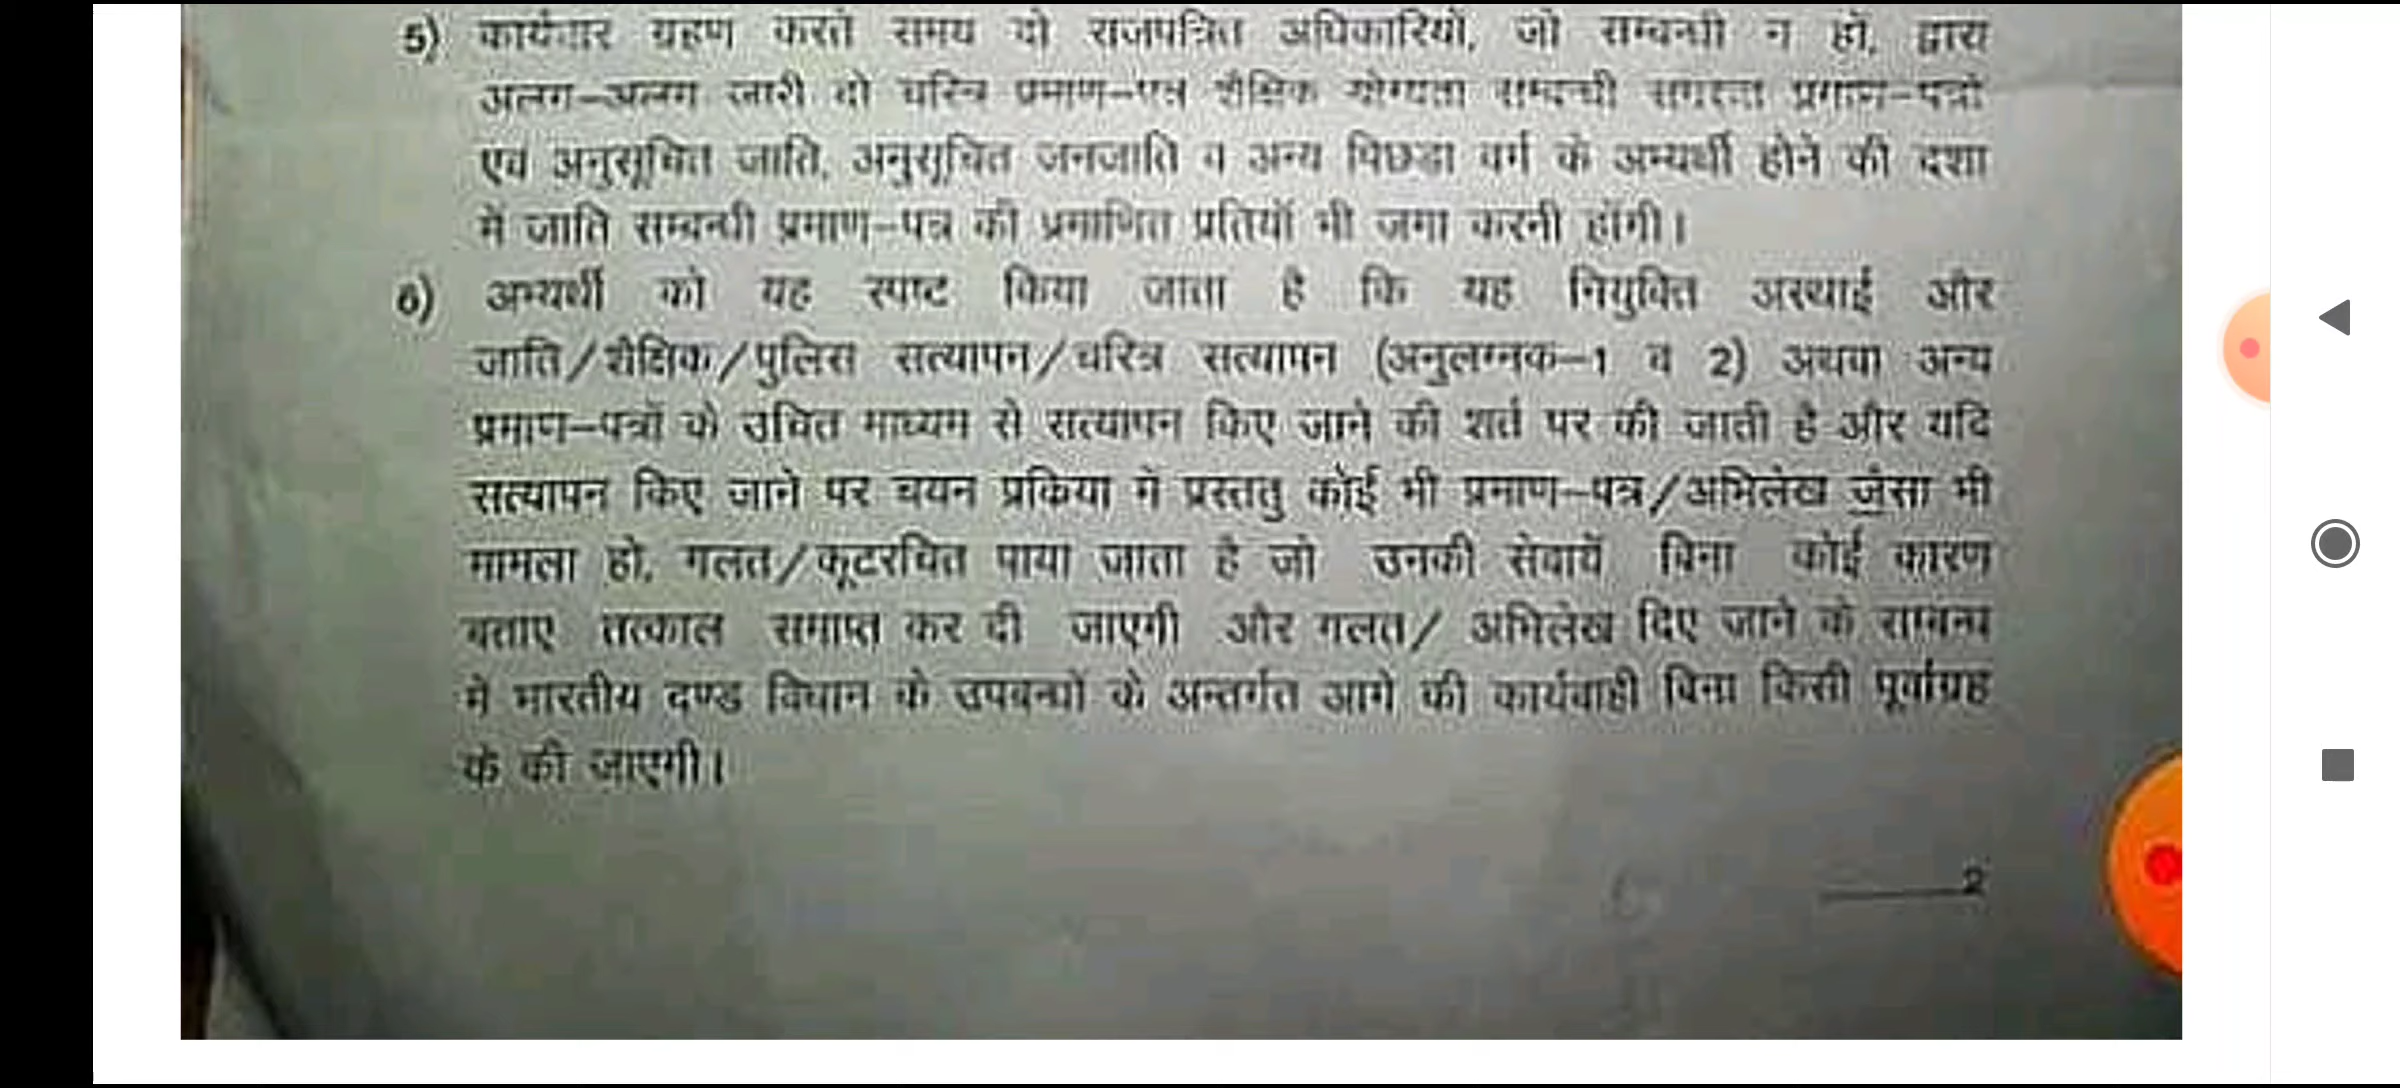 5) कार्यभार ग्रहण करते समय दो राजपत्रित अधिकारियों, जो सम्बन्धी न हों, द्वारा
अलग–अलग जारी दो चरित्र प्रमाण–पत्र शैक्षिक योग्यता सम्बन्धी समस्त प्रमाण–पत्रों
एवं अनुसूचित जाति, अनुसूचित जनजाति व अन्य पिछडा वर्ग के अभ्यर्थी होने की दशा
में जाति सम्बन्धी प्रमाण–पत्र की प्रमाणित प्रतियॉ भी जमा करनी होंगी।
6) अभ्यर्थी को यह स्पष्ट किया जाता है कि यह नियुक्ति अस्थाई और
जाति/शैक्षिक/पुलिस सत्यापन/चरित्र सत्यापन (अनुलग्नक–1 व 2) अथवा अन्य
प्रमाण–पत्रों के उचित माध्यम से सत्यापन किए जाने की शर्त पर की जाती है और यदि
सत्यापन किए जाने पर चयन प्रकिया में प्रस्ततु कोई भी प्रमाण–पत्र/अभिलेख जैसा भी
मामला हो, गलत/कूटरचित पाया जाता है जो उनकी सेवायें बिना कोई कारण
बताए तत्काल समाप्त कर दी जाएगी और गलत/ अभिलेख दिए जाने के सम्बन्ध
में भारतीय दण्ड विधान के उपबन्धों के अन्तर्गत आगे की कार्यवाही बिना किसी पूर्वाग्रह
के की जाएगी।
2